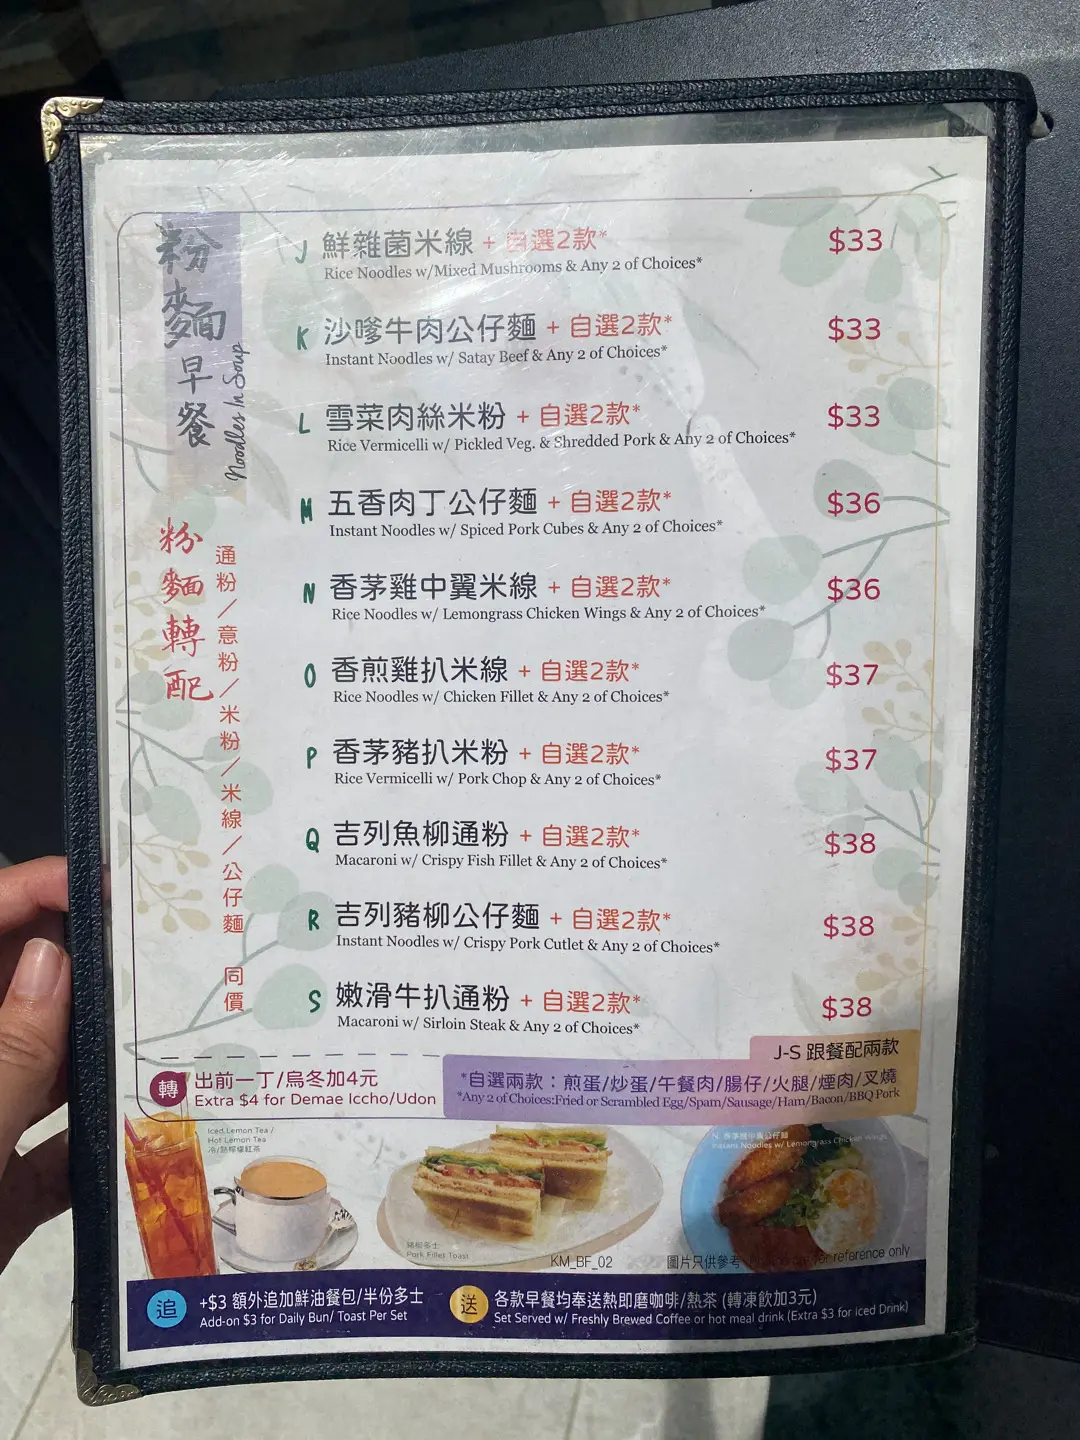 粉麵早餐
Noodles In Soup
粉麵轉配
通粉/意粉/米粉/米線/公仔麵 同價
J 鮮雜菌米線 + 自選2款* $33
Rice Noodles w/Mixed Mushrooms & Any 2 of Choices*
K 沙嗲牛肉公仔麵 + 自選2款* $33
Instant Noodles w/ Satay Beef & Any 2 of Choices*
L 雪菜肉絲米粉 + 自選2款* $33
Rice Vermicelli w/ Pickled Veg. & Shredded Pork & Any 2 of Choices*
M 五香肉丁公仔麵 + 自選2款* $36
Instant Noodles w/ Spiced Pork Cubes & Any 2 of Choices*
N 香茅雞中翼米線 + 自選2款* $36
Rice Noodles w/ Lemongrass Chicken Wings & Any 2 of Choices*
O 香煎雞扒米線 + 自選2款* $37
Rice Noodles w/ Chicken Fillet & Any 2 of Choices*
P 香茅豬扒米粉 + 自選2款* $37
Rice Vermicelli w/ Pork Chop & Any 2 of Choices*
Q 吉列魚柳通粉 + 自選2款* $38
Macaroni w/ Crispy Fish Fillet & Any 2 of Choices*
R 吉列豬柳公仔麵 + 自選2款* $38
Instant Noodles w/ Crispy Pork Cutlet & Any 2 of Choices*
S 嫩滑牛扒通粉 + 自選2款* $38
Macaroni w/ Sirloin Steak & Any 2 of Choices*
J-S 跟餐配兩款
轉 出前一丁/烏冬加4元
Extra $4 for Demae Iccho/Udon
*自選兩款：煎蛋/炒蛋/午餐肉/腸仔/火腿/煙肉/叉燒
*Any 2 of Choices:Fried or Scrambled Egg/Spam/Sausage/Ham/Bacon/BBQ Pork
Iced Lemon Tea /
Hot Lemon Tea
冷/熱檸檬紅茶
豬柳多士
Pork Fillet Toast
N. 香茅雞中翼公仔麵
Instant Noodles w/ Lemongrass Chicken Wings
KM_BF_02
圖片只供參考 for reference only
追 +$3 額外追加鮮油餐包/半份多士
Add-on $3 for Daily Bun/ Toast Per Set
送 各款早餐均奉送熱即磨咖啡/熱茶 (轉凍飲加3元)
Set Served w/ Freshly Brewed Coffee or hot meal drink (Extra $3 for Iced Drink)